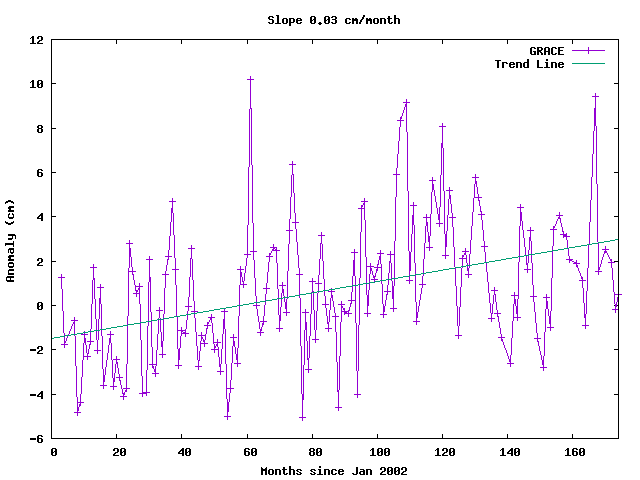 Slope 0.03 cm/month
12
10
8
6
4
2
0
-2
-4
-6
Anomaly (cm)
GRACE
Trend Line
0 20 40 60 80 100 120 140 160
Months since Jan 2002